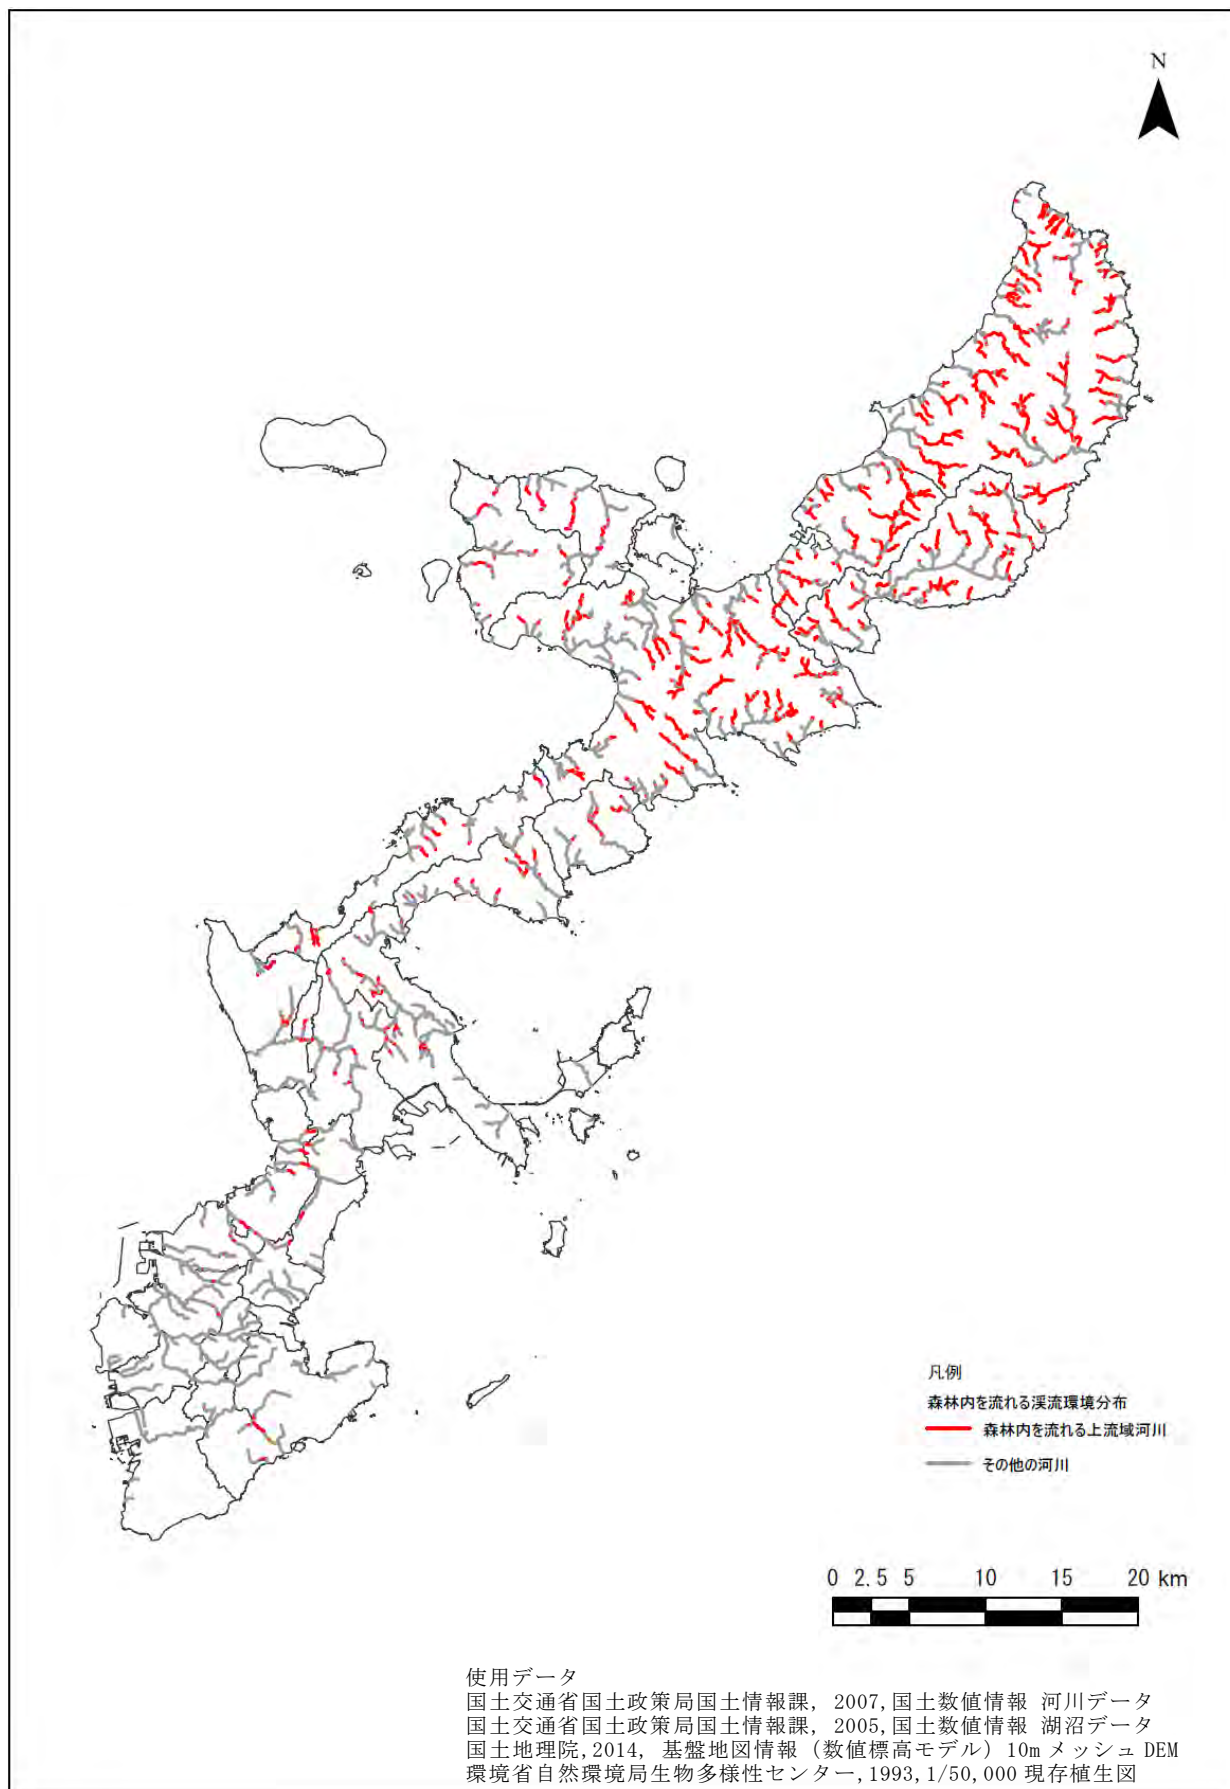 N
凡例
森林内を流れる渓流環境分布
森林内を流れる上流域河川
その他の河川
0 2.5 5 10 15 20 km
使用データ
国土交通省国土政策局国土情報課, 2007,国土数値情報 河川データ
国土交通省国土政策局国土情報課, 2005,国土数値情報 湖沼データ
国土地理院,2014, 基盤地図情報（数値標高モデル）10m メッシュ DEM
環境省自然環境局生物多様性センター,1993,1/50,000 現存植生図